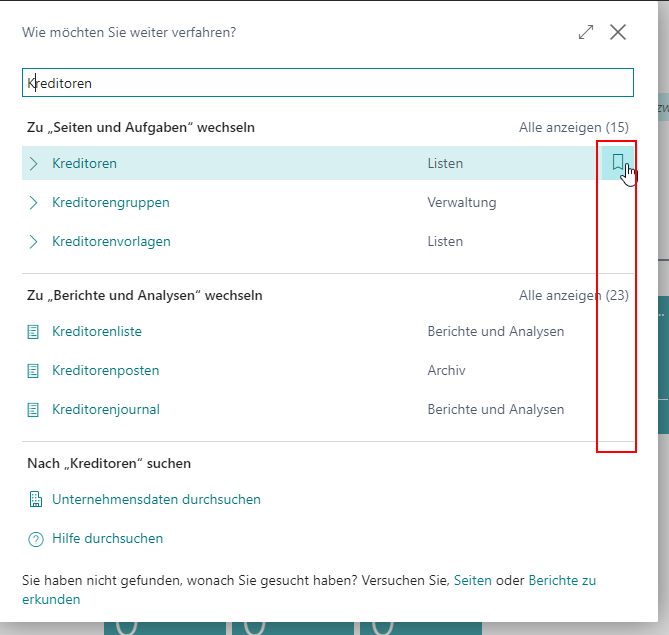 Wie möchten Sie weiter verfahren?
Kreditoren
Zu „Seiten und Aufgaben“ wechseln Alle anzeigen (15)
Kreditoren Listen
Kreditorengruppen Verwaltung
Kreditorenvorlagen Listen
Zu „Berichte und Analysen“ wechseln Alle anzeigen (23)
Kreditorenliste Berichte und Analysen
Kreditorenposten Archiv
Kreditorenjournal Berichte und Analysen
Nach „Kreditoren“ suchen
Unternehmensdaten durchsuchen
Hilfe durchsuchen
Sie haben nicht gefunden, wonach Sie gesucht haben? Versuchen Sie, Seiten oder Berichte zu
erkunden